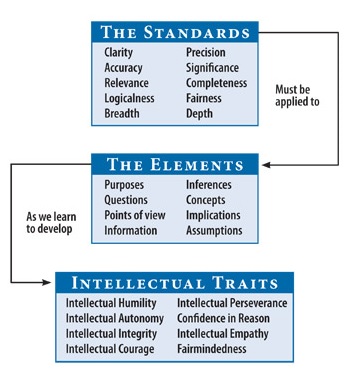 THE STANDARDS
Clarity Precision
Accuracy Significance
Relevance Completeness
Logicalness Fairness
Breadth Depth
Must be
applied to
THE ELEMENTS
Purposes Inferences
Questions Concepts
Points of view Implications
Information Assumptions
As we learn
to develop
INTELLECTUAL TRAITS
Intellectual Humility Intellectual Perseverance
Intellectual Autonomy Confidence in Reason
Intellectual Integrity Intellectual Empathy
Intellectual Courage Fairmindedness